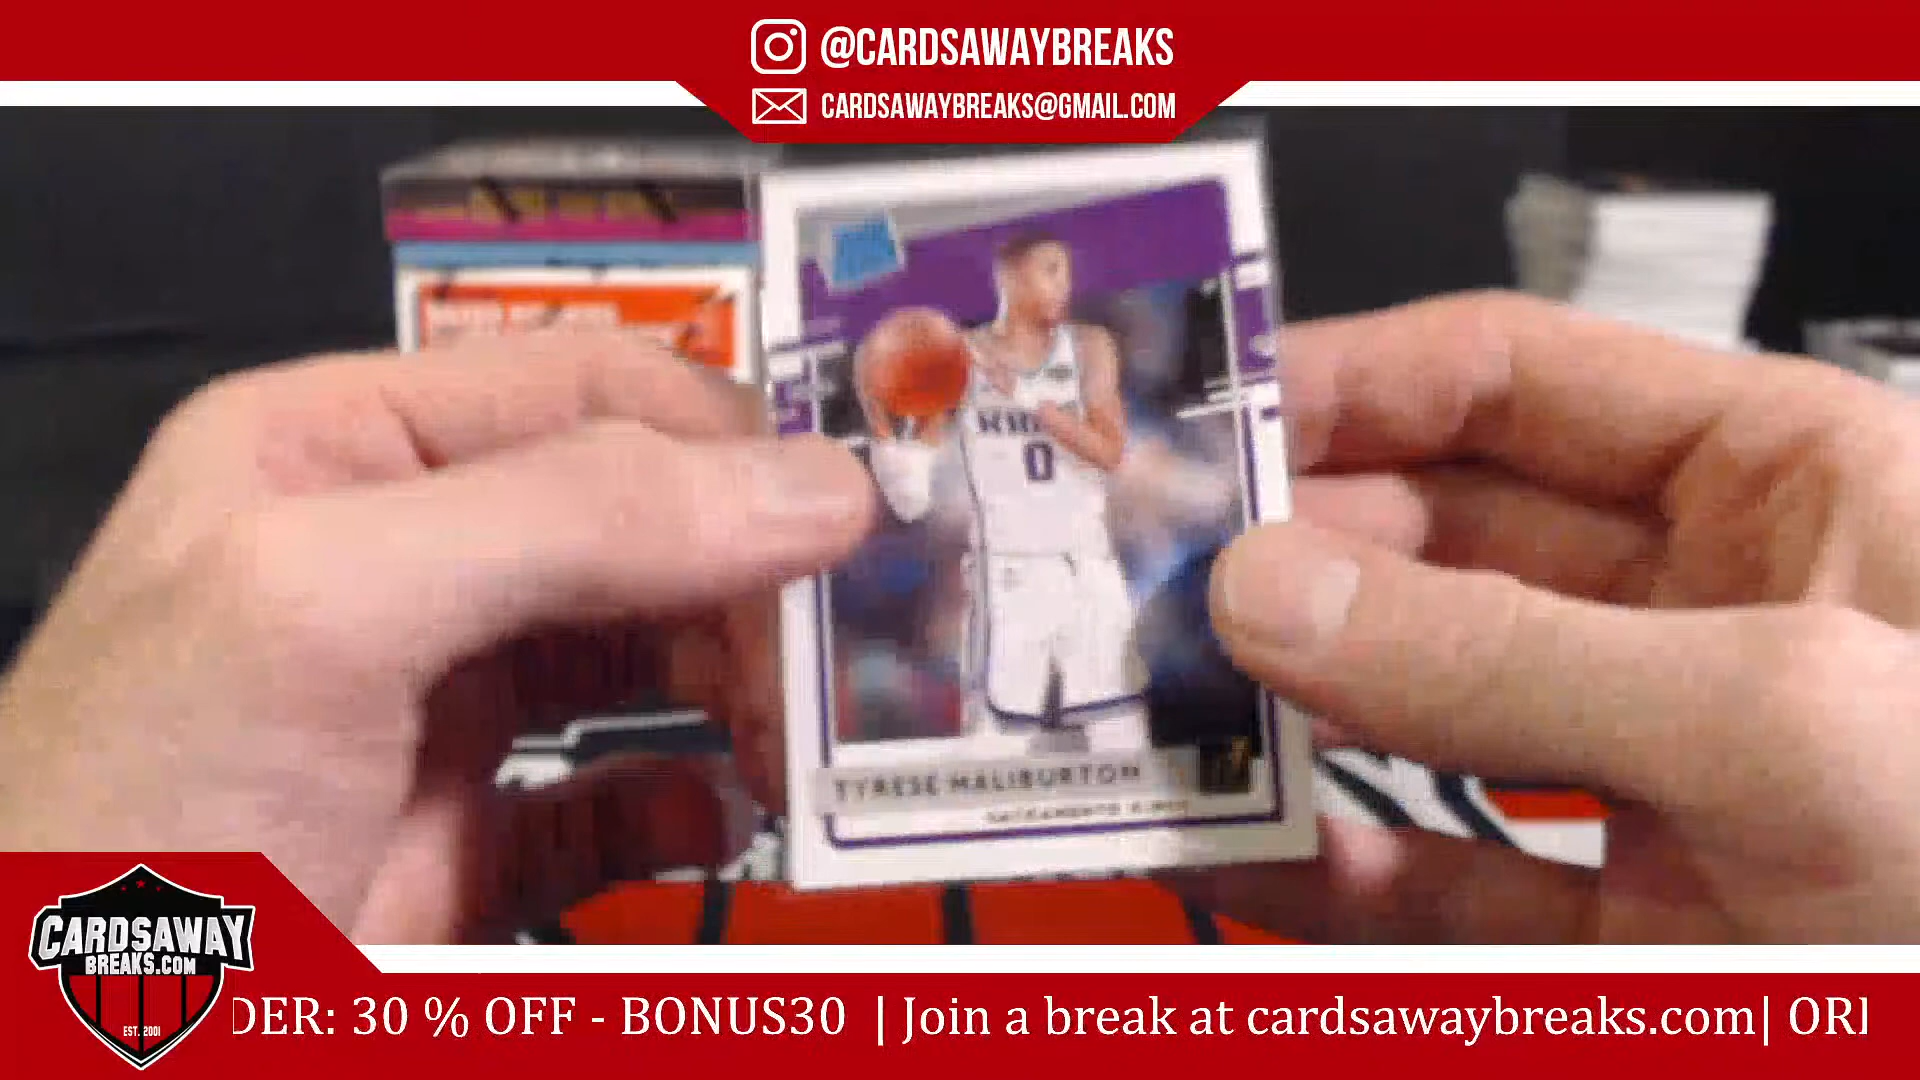 @CARDSAWAYBREAKS
CARDSAWAYBREAKS@GMAIL.COM
0
TYRESE HALIBURTON
SACRAMENTO KINGS
CARDSAWAY
BREAKS.COM
EST. 2001
DER: 30 % OFF - BONUS30 | Join a break at cardsawaybreaks.com| ORI